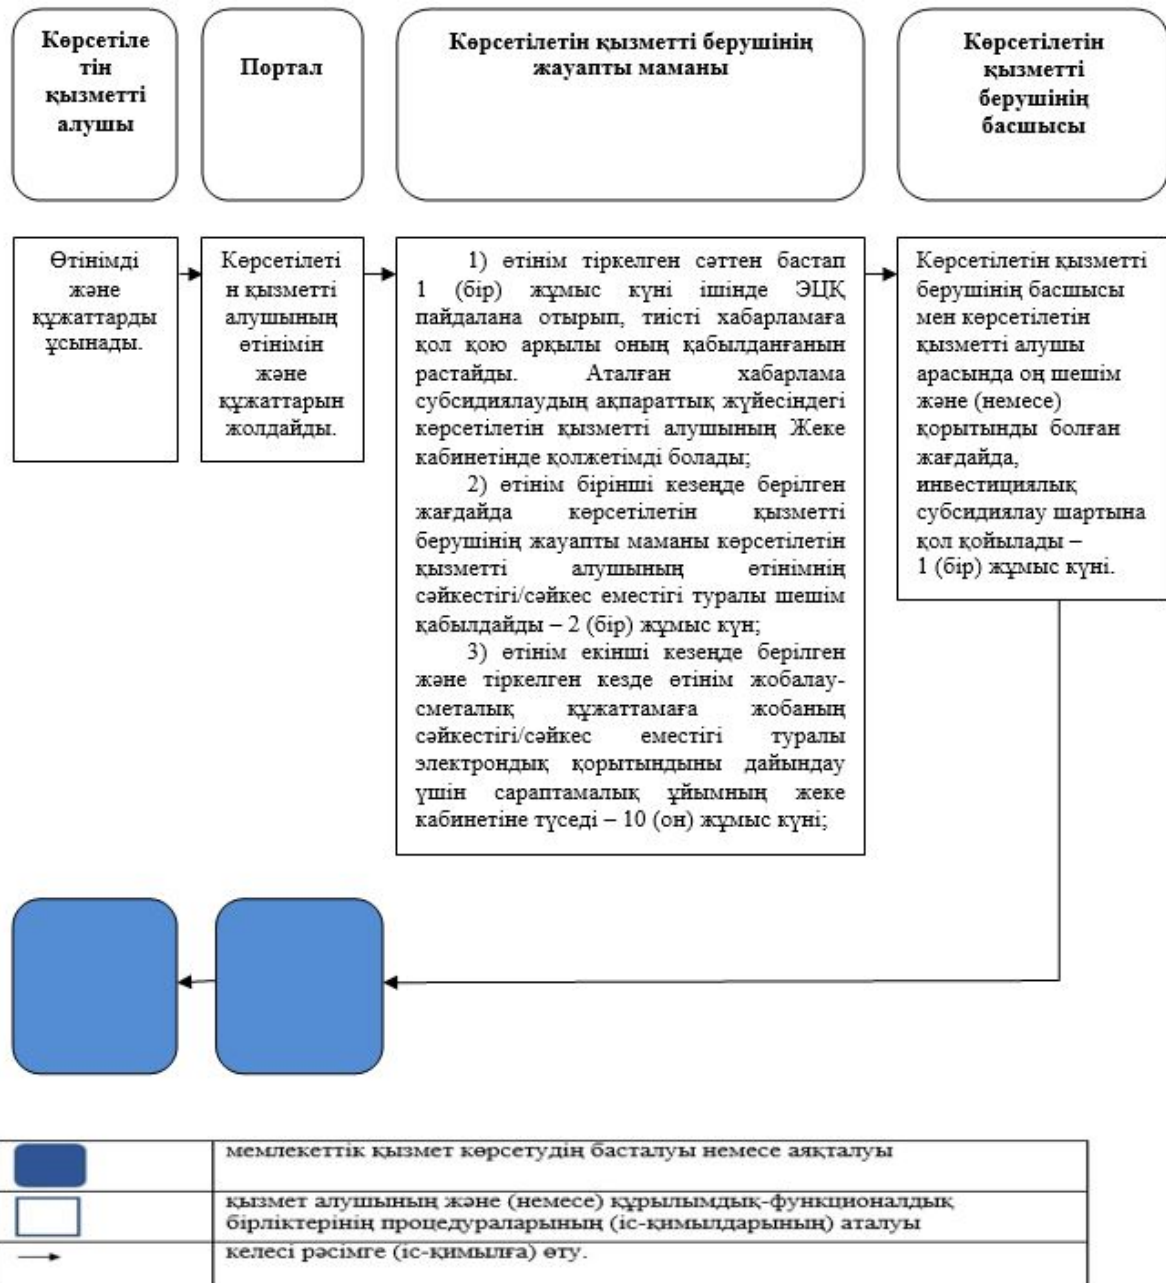 Көрсетіле
тін
қызметті
алушы
Портал
Көрсетілетін қызметті берушінің
жауапты маманы
Көрсетілетін
қызметті
берушінің
басшысы
Өтінімді
және
құжаттарды
ұсынады.
Көрсетілеті
н қызметті
алушының
өтінімін
және
құжаттарын
жолдайды.
1) өтінім тіркелген сәттен бастап
1 (бір) жұмыс күні ішінде ЭЦҚ
пайдалана отырып, тиісті хабарламаға
қол қою арқылы оның қабылданғанын
растайды. Аталған хабарлама
субсидиялаудың ақпараттық жүйесіндегі
көрсетілетін қызметті алушының Жеке
кабинетінде қолжетімді болады;
2) өтінім бірінші кезеңде берілген
жағдайда көрсетілетін қызметті
берушінің жауапты маманы көрсетілетін
қызметті алушының өтінімнің
сәйкестігі/сәйкес еместігі туралы шешім
қабылдайды – 2 (бір) жұмыс күн;
3) өтінім екінші кезеңде берілген
және тіркелген кезде өтінім жобалау-
сметалық құжаттамаға жобаның
сәйкестігі/сәйкес еместігі туралы
электрондық қорытындыны дайындау
үшін сараптамалық ұйымның жеке
кабинетіне түседі – 10 (он) жұмыс күні;
Көрсетілетін қызметті
берушінің басшысы
мен көрсетілетін
қызметті алушы
арасында оң шешім
және (немесе)
қорытынды болған
жағдайда,
инвестициялық
субсидиялау шартына
қол қойылады –
1 (бір) жұмыс күні.
мемлекеттік қызмет көрсетудің басталуы немесе аяқталуы
қызмет алушының және (немесе) құрылымдық-функционалдық
бірліктерінің процедураларының (іс-қимылдарының) аталуы
келесі рәсімге (іс-қимылға) өту.